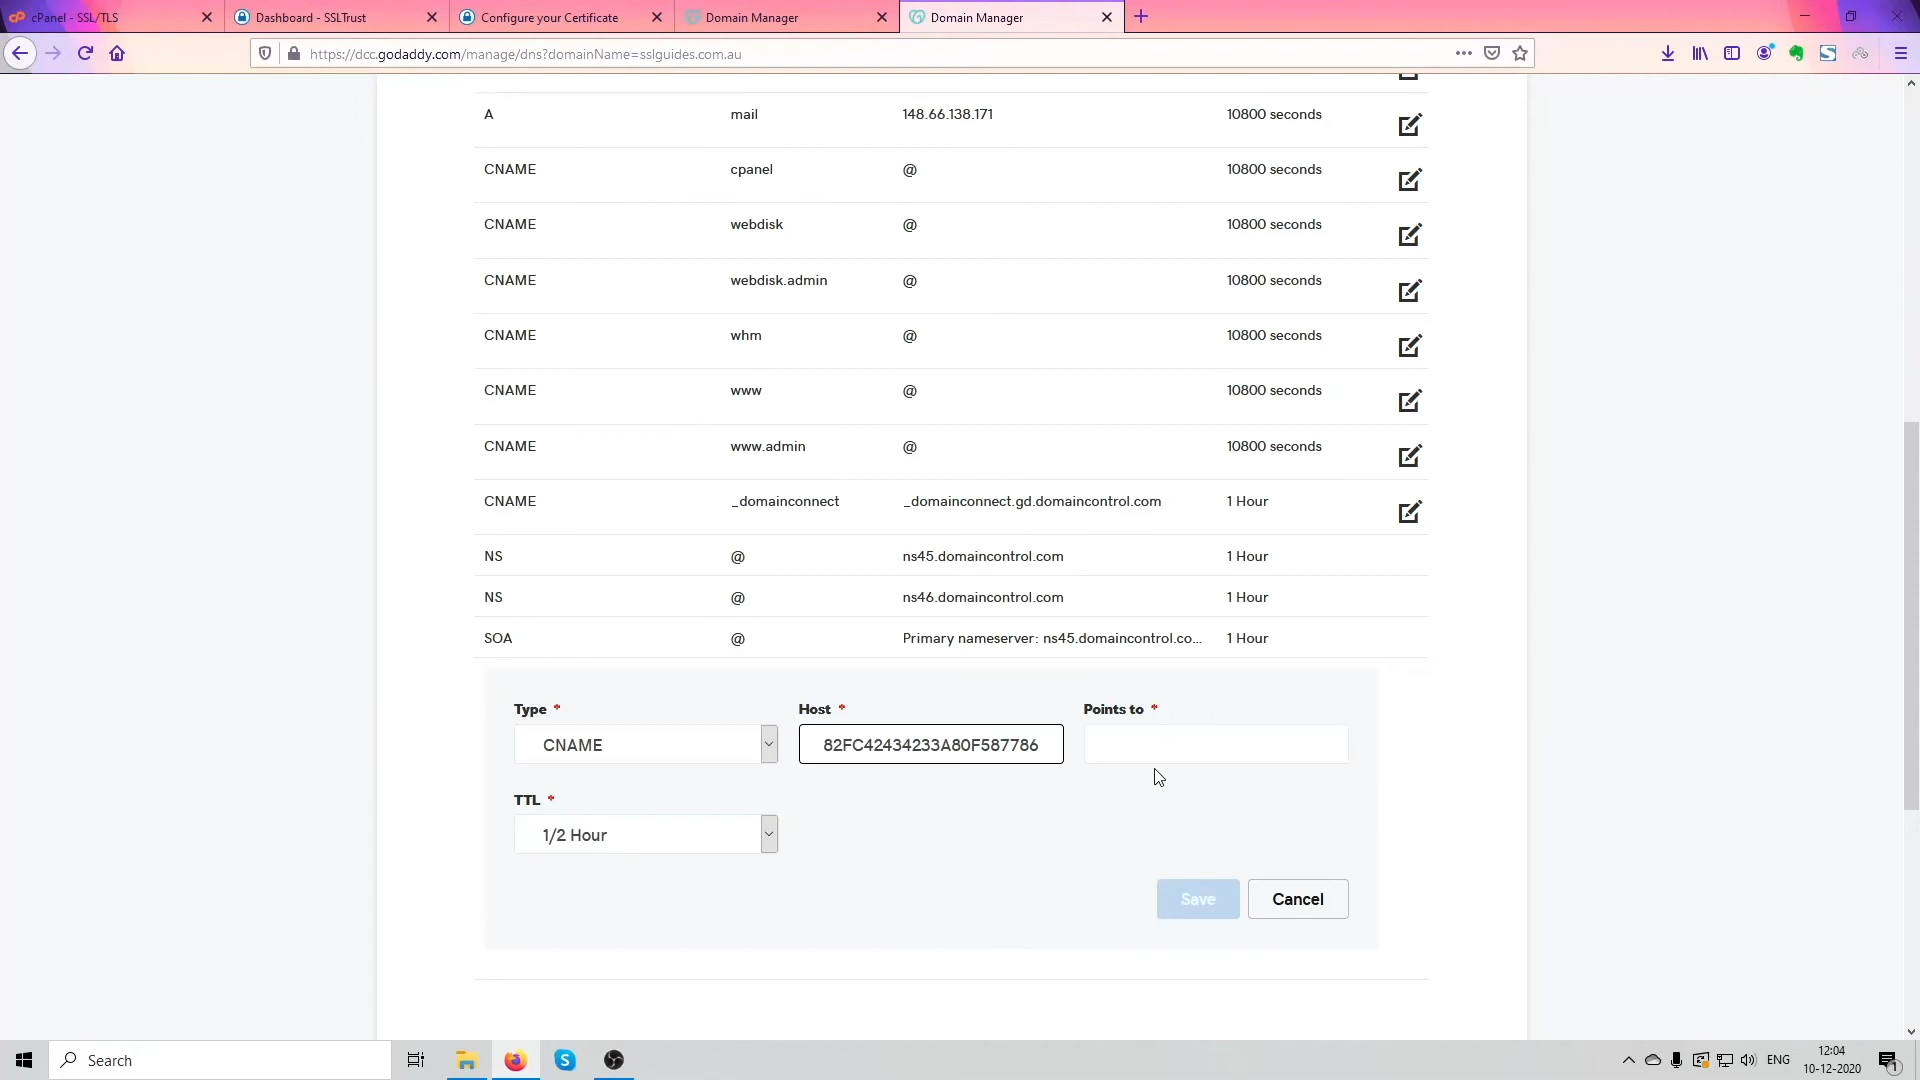 cPanel - SSL/TLS
Dashboard - SSLTrust
Configure your Certificate
Domain Manager
Domain Manager
https://dcc.godaddy.com/manage/dns?domainName=sslguides.com.au
A mail 148.66.138.171 10800 seconds
CNAME cpanel @ 10800 seconds
CNAME webdisk @ 10800 seconds
CNAME webdisk.admin @ 10800 seconds
CNAME whm @ 10800 seconds
CNAME www @ 10800 seconds
CNAME www.admin @ 10800 seconds
CNAME _domainconnect _domainconnect.gd.domaincontrol.com 1 Hour
NS @ ns45.domaincontrol.com 1 Hour
NS @ ns46.domaincontrol.com 1 Hour
SOA @ Primary nameserver: ns45.domaincontrol.co... 1 Hour
Type * Host * Points to *
CNAME 82FC42434233A80F587786
TTL *
1/2 Hour
Save Cancel
Search
ENG
12:04
10-12-2020
1